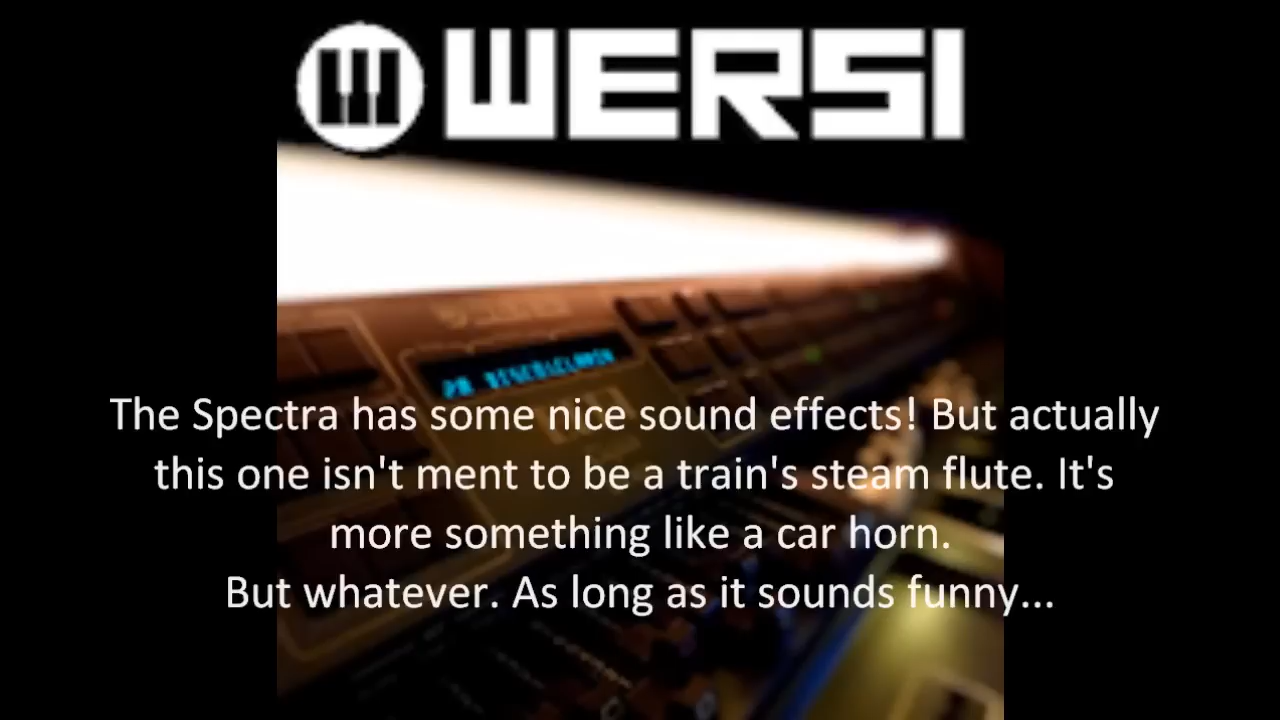 WERSI
The Spectra has some nice sound effects! But actually
this one isn't ment to be a train's steam flute. It's
more something like a car horn.
But whatever. As long as it sounds funny...